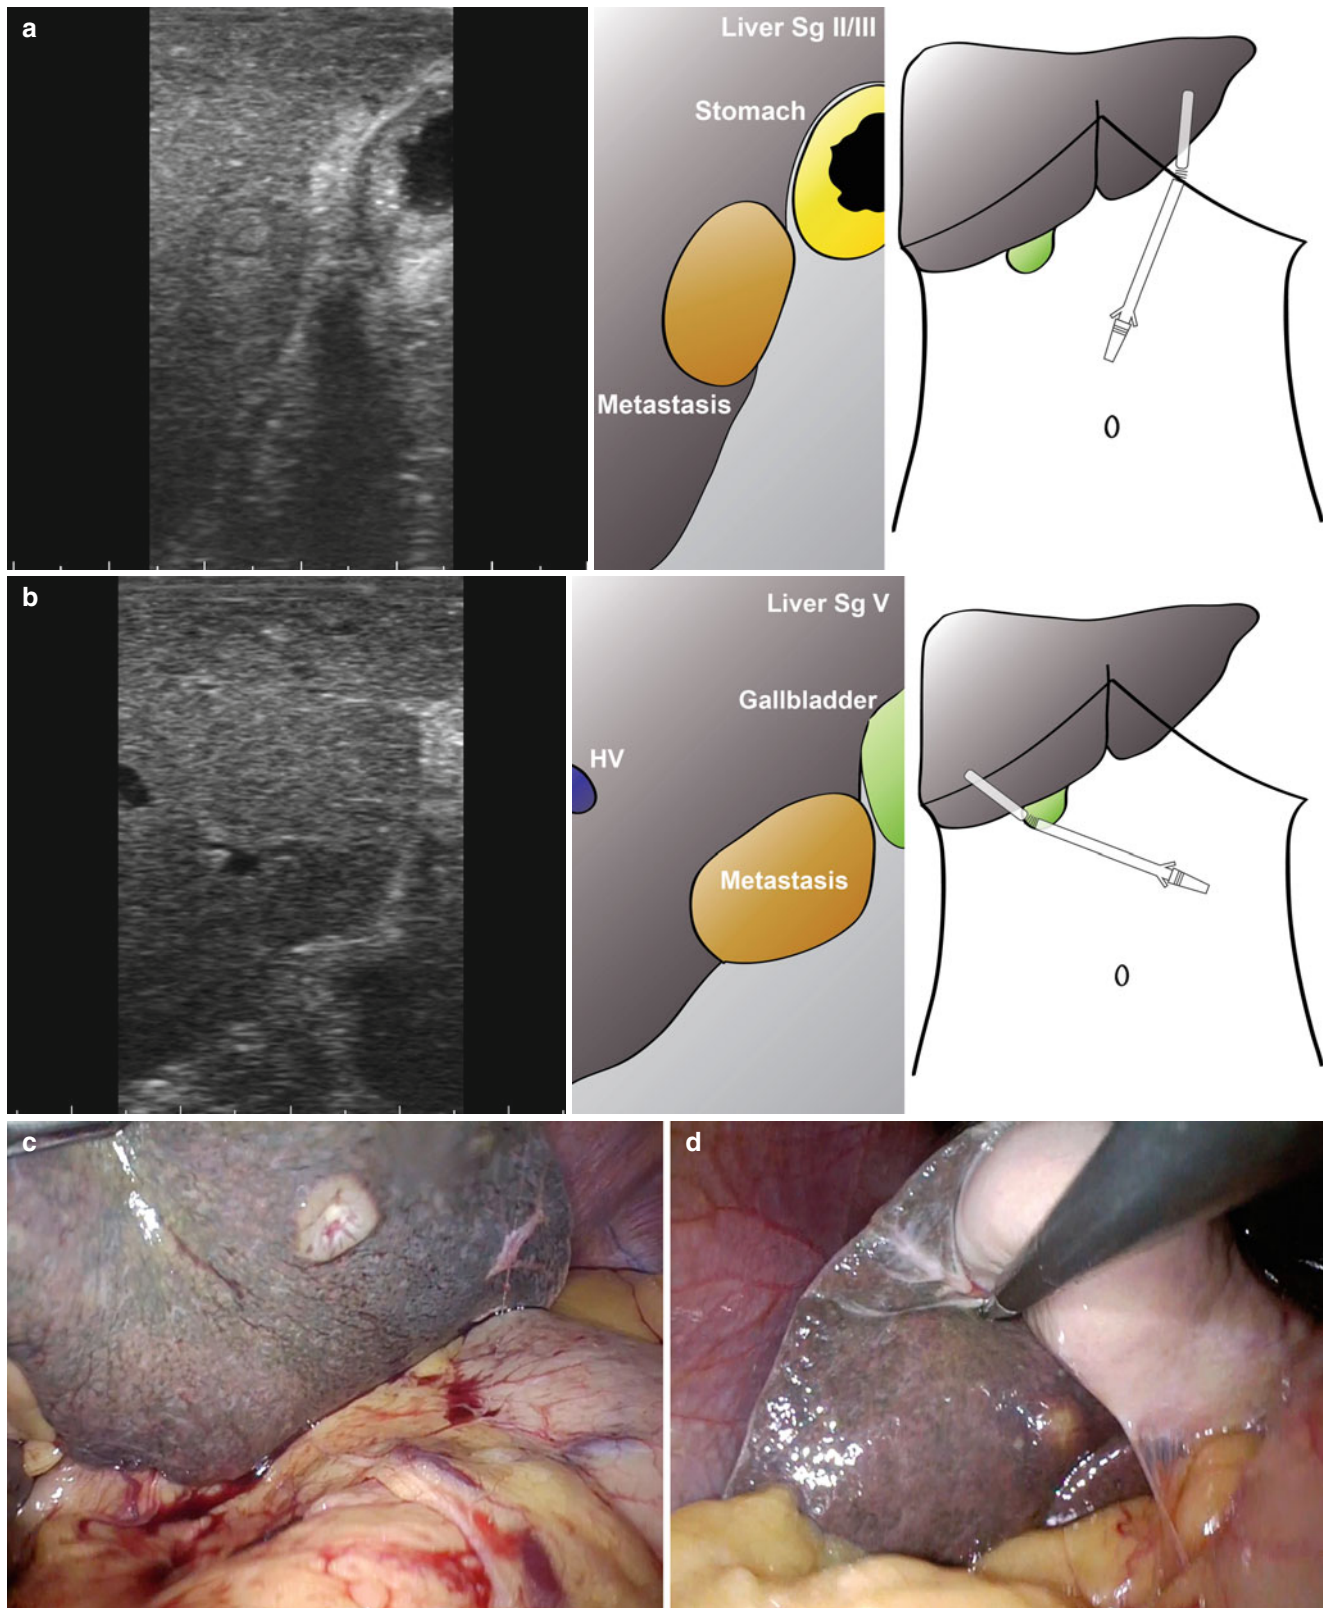 a
Liver Sg II/III
Stomach
Metastasis
b
Liver Sg V
Gallbladder
HV
Metastasis
c
d